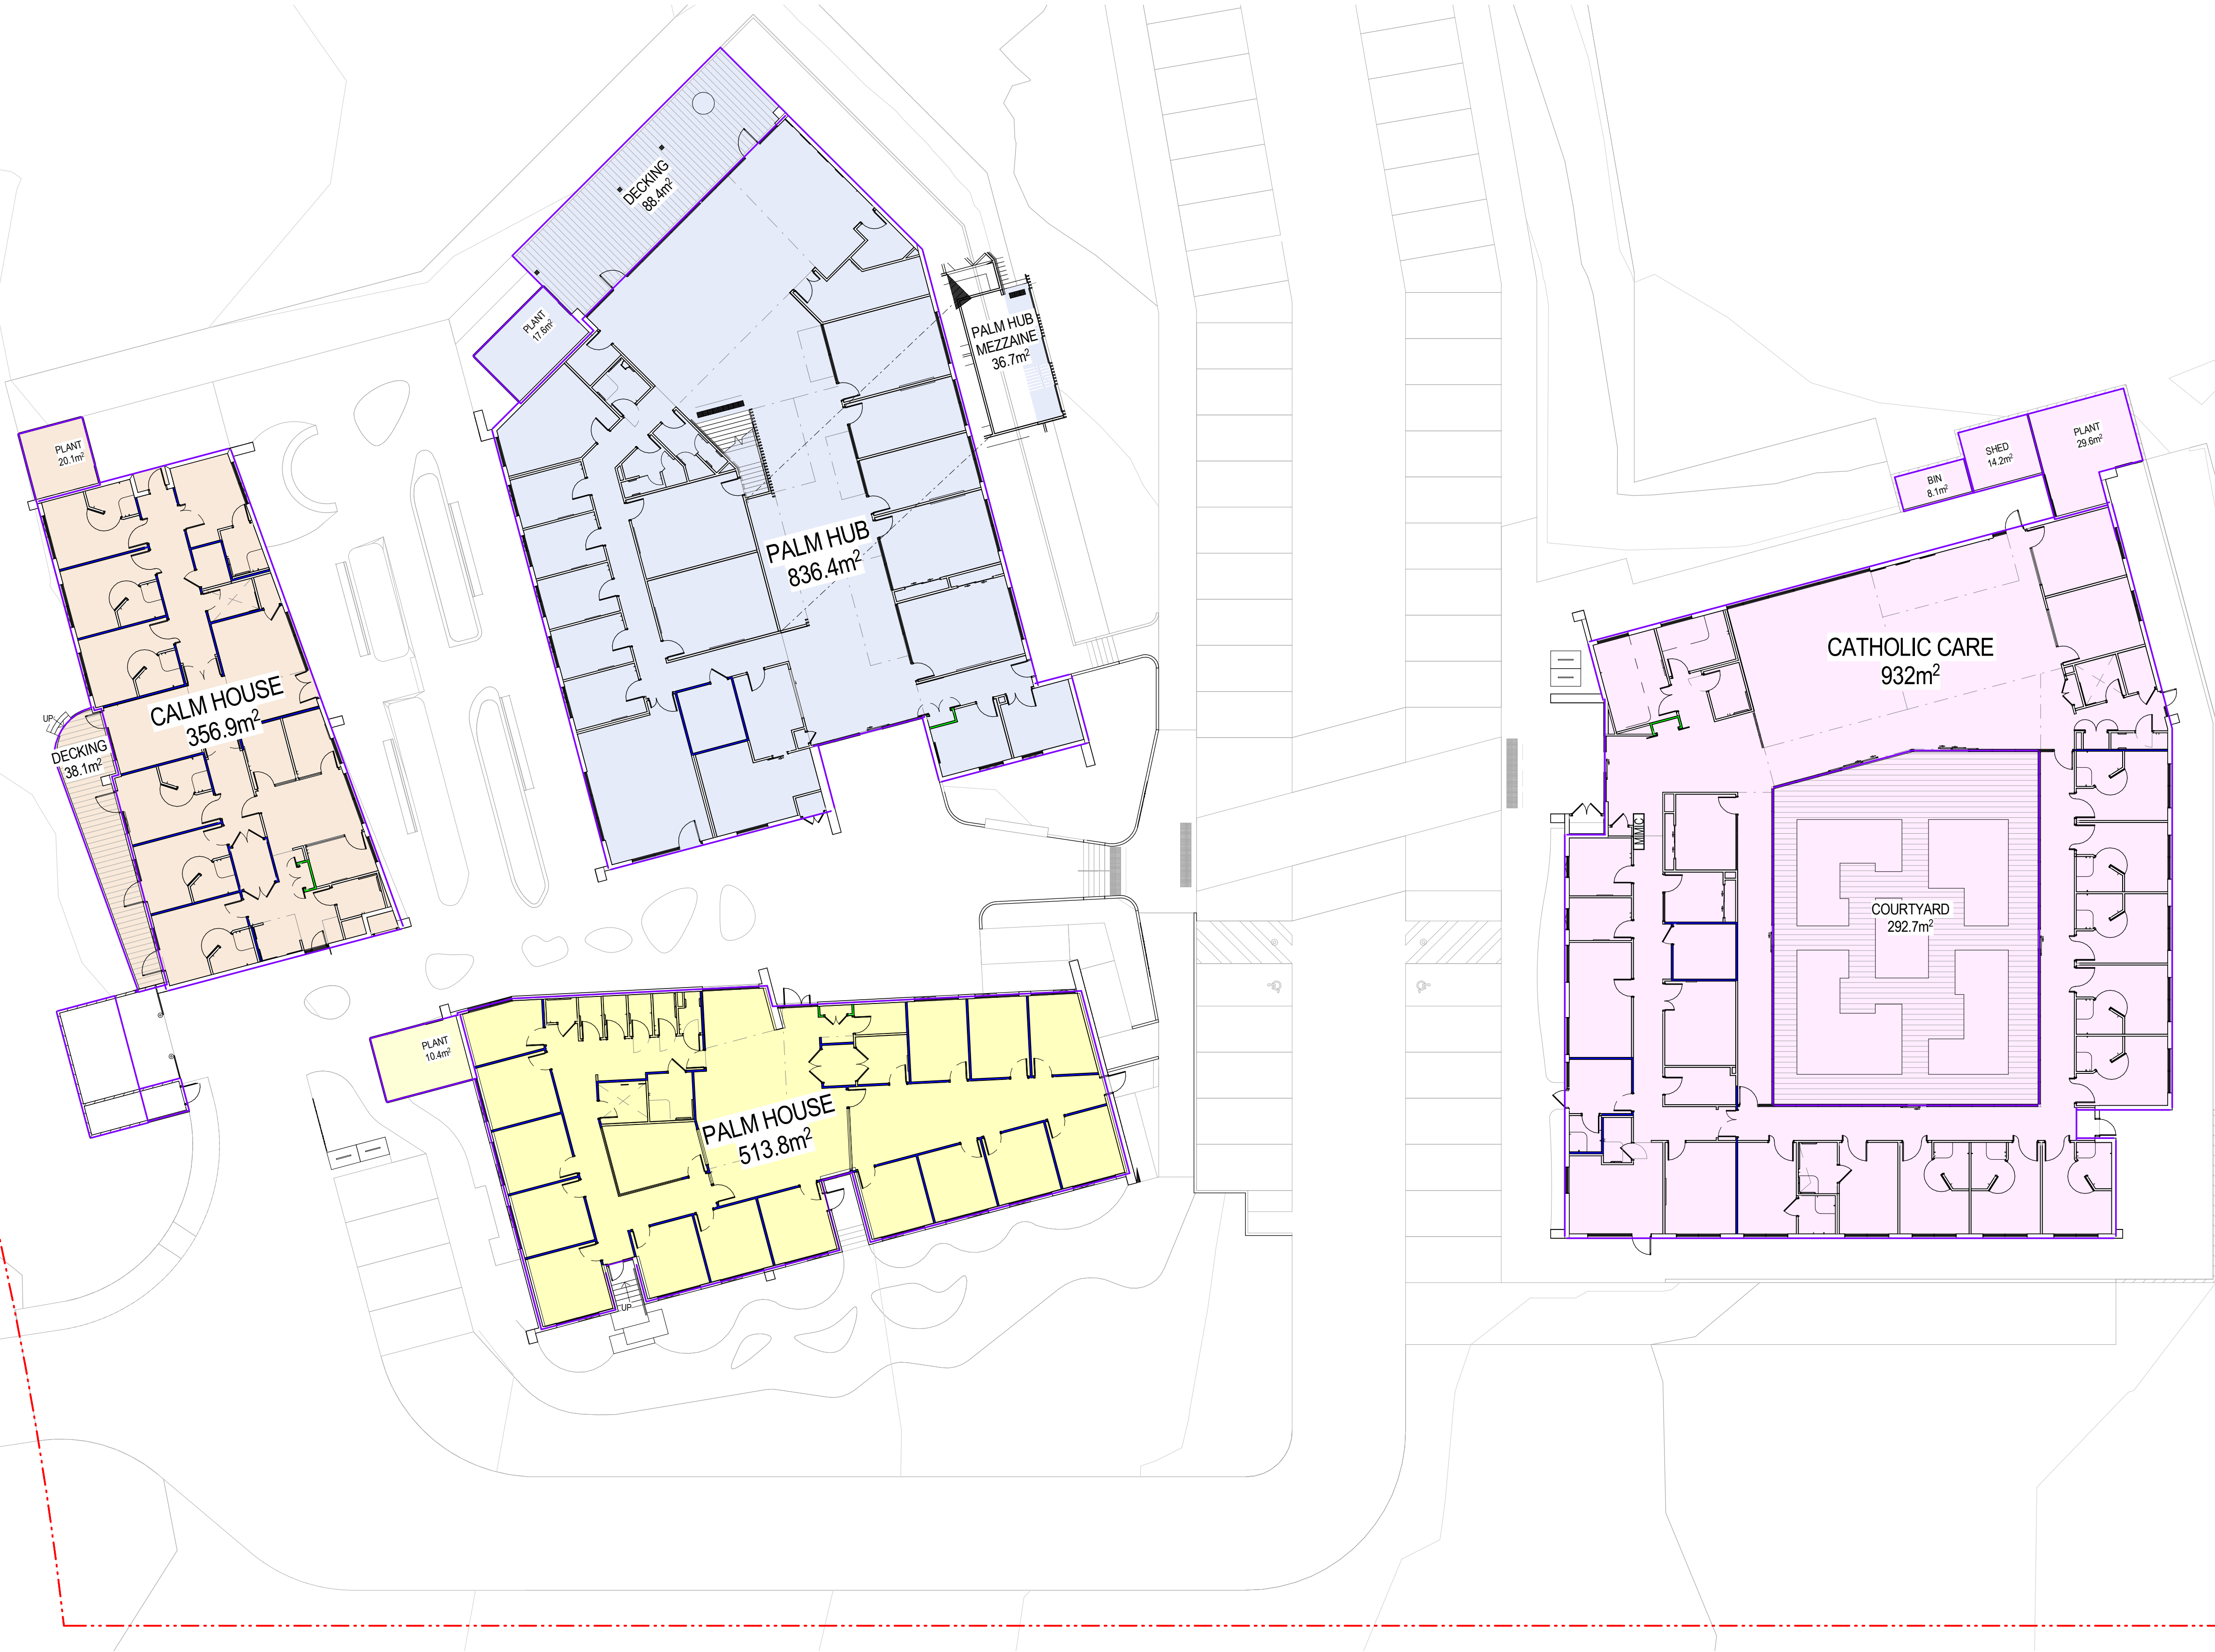 DECKING
88.4m²
PLANT
17.6m²
PALM HUB
MEZZAINE
36.7m²
PALM HUB
836.4m²
PLANT
20.1m²
CALM HOUSE
356.9m²
UP
DECKING
38.1m²
PLANT
10.4m²
PALM HOUSE
513.8m²
UP
BIN
8.1m²
SHED
14.2m²
PLANT
29.6m²
CATHOLIC CARE
932m²
MMIC
COURTYARD
292.7m²